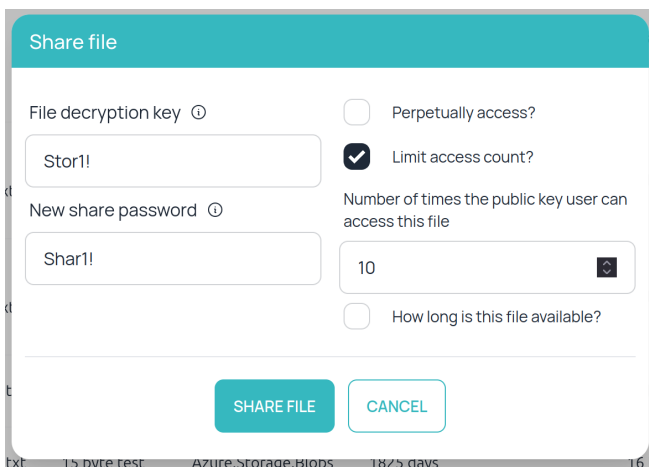 Share file
File decryption key
Stor1!
New share password
Shar1!
Perpetually access?
Limit access count?
Number of times the public key user can
access this file
10
How long is this file available?
SHARE FILE CANCEL
txt 15 byte test Azure.Storage.Blobs 1825 days 16